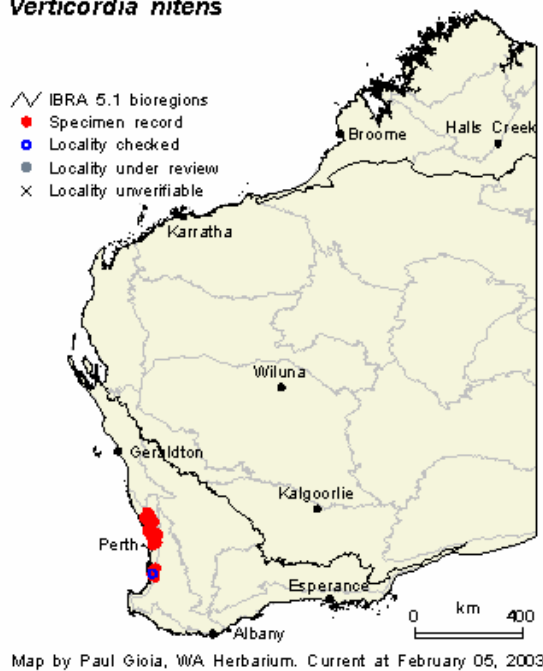 Verticordia nitens
IBRA 5.1 bioregions
Specimen record
Locality checked
Locality under review
Locality unverifiable
Broome
Halls Creek
Karratha
Wiluna
Geraldton
Kalgoorlie
Perth
Esperance
Albany
0 km 400
Map by Paul Gioia, WA Herbarium. Current at February 05, 2003